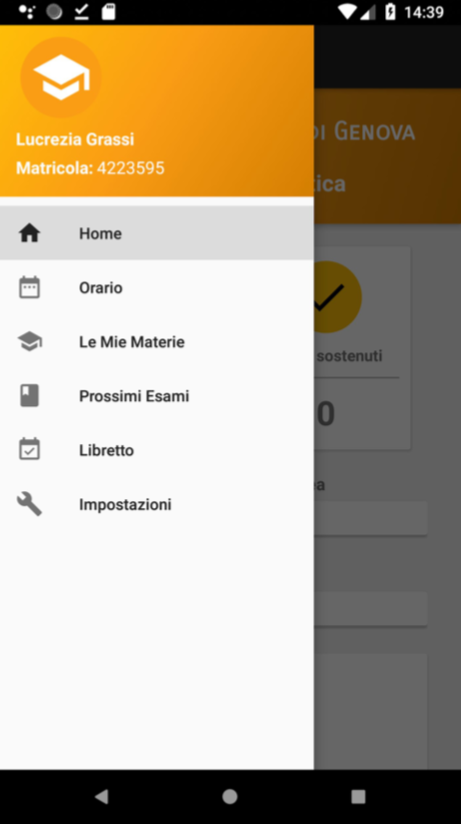 14:39
Lucrezia Grassi
Matricola: 4223595
DI GENOVA
tica
Home
Orario
Le Mie Materie
sostenuti
Prossimi Esami
0
Libretto
Impostazioni